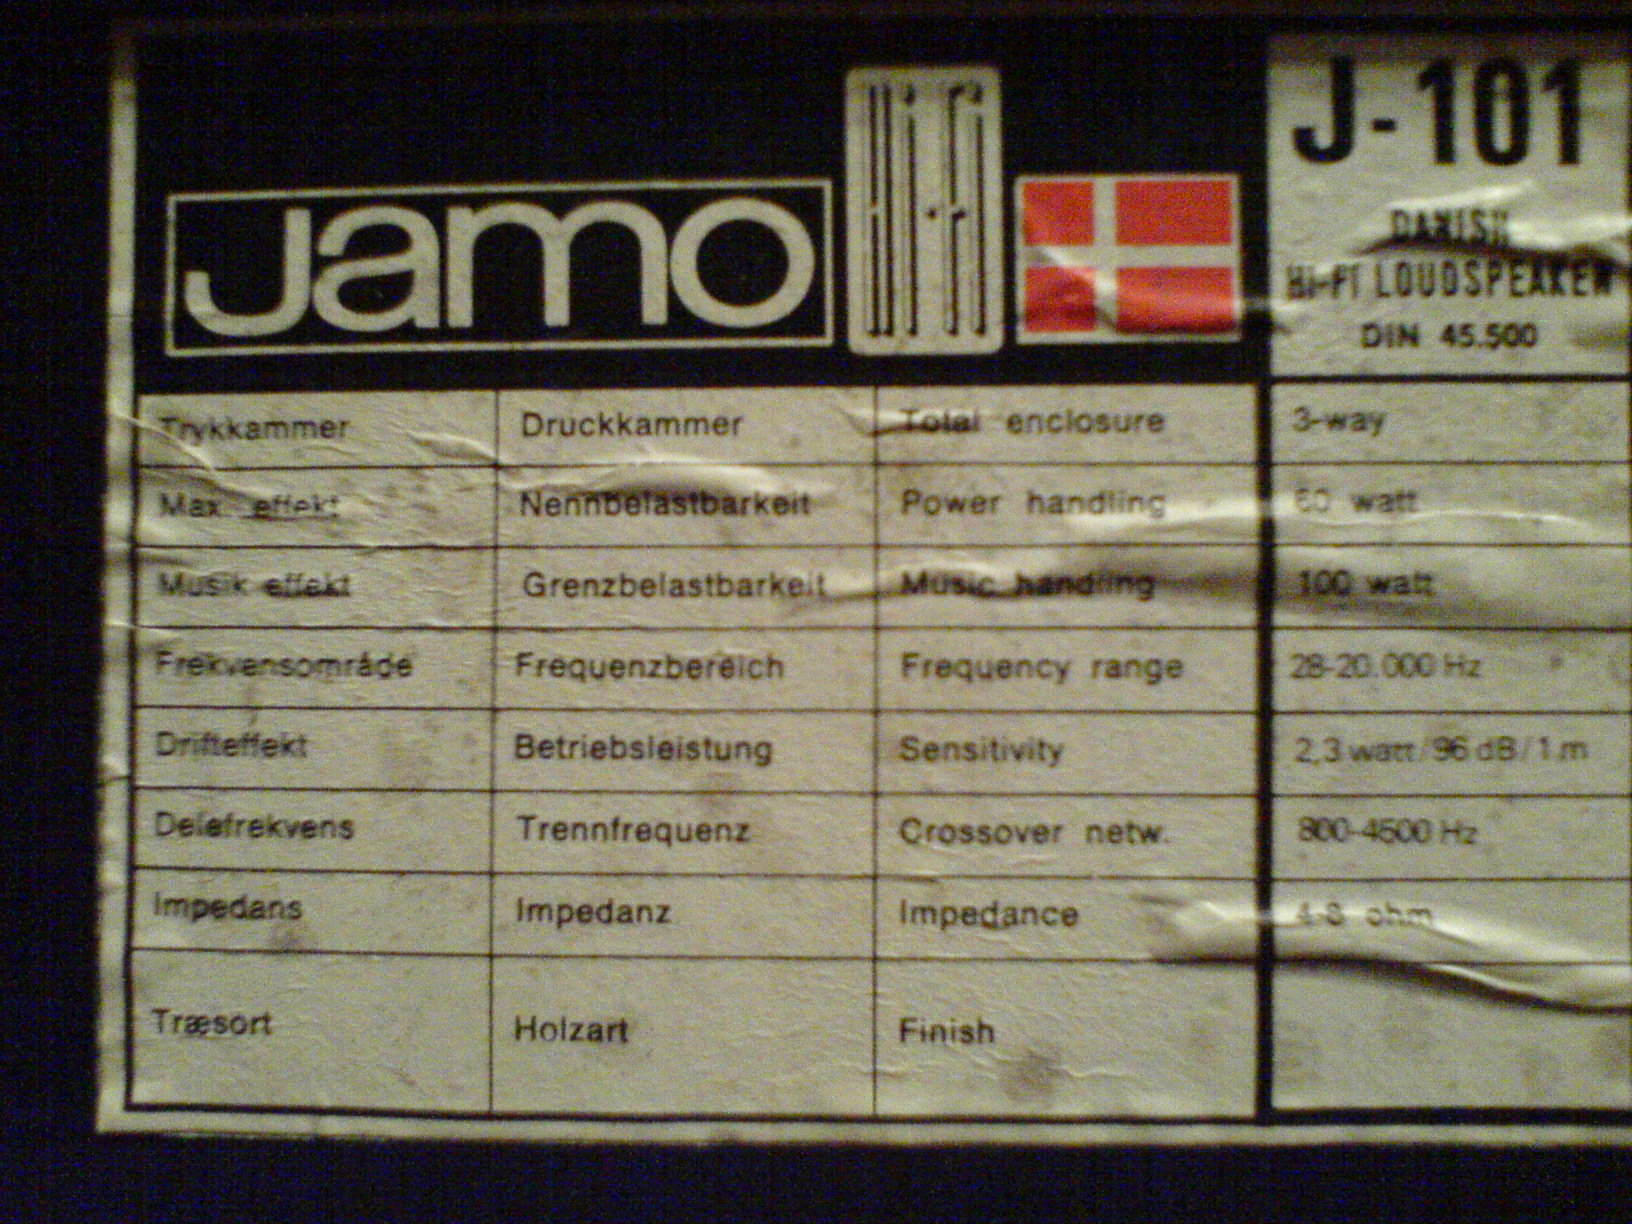 Jamo
Hi-Fi
J-101
DANISH
HI-FI LOUDSPEAKER
DIN 45.500
Trykkammer Druckkammer Total enclosure 3-way
Max. effekt Nennbelastbarkeit Power handling watt
Musik effekt Grenzbelastbarkeit Music handling 100 watt
Frekvensområde Frequenzbereich Frequency range 28-20.000 Hz
Drifteffekt Betriebsleistung Sensitivity 2,3 watt/96 dB/1 m
Delefrekvens Trennfrequenz Crossover netw. 800-4500 Hz
Impedans Impedanz Impedance 4-8 ohm
Træsort Holzart Finish